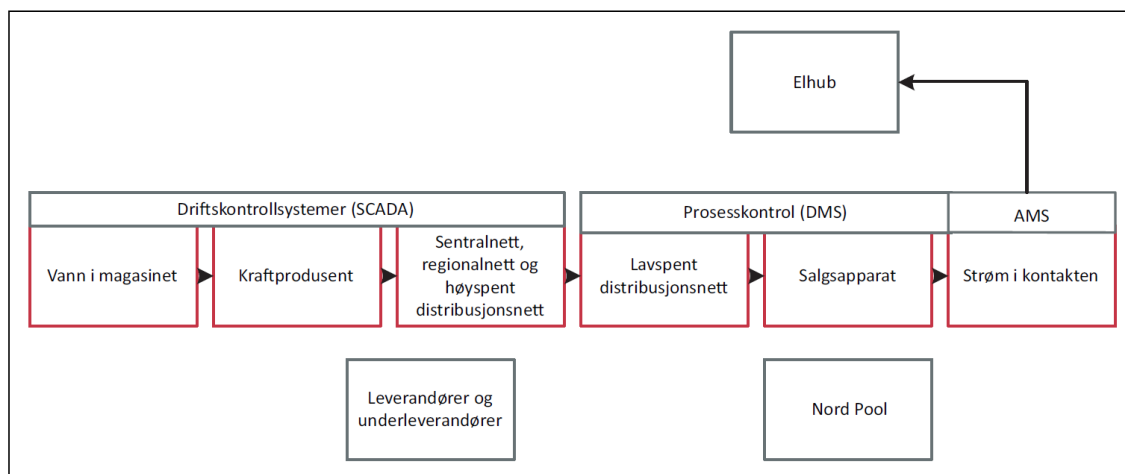 Elhub
Driftskontrollsystemer (SCADA)
Prosesskontrol (DMS)
AMS
Vann i magasinet
Kraftprodusent
Sentralnett,
regionalnett og
høyspent
distribusjonsnett
Lavspent
distribusjonsnett
Salgsapparat
Strøm i kontakten
Leverandører og
underleverandører
Nord Pool